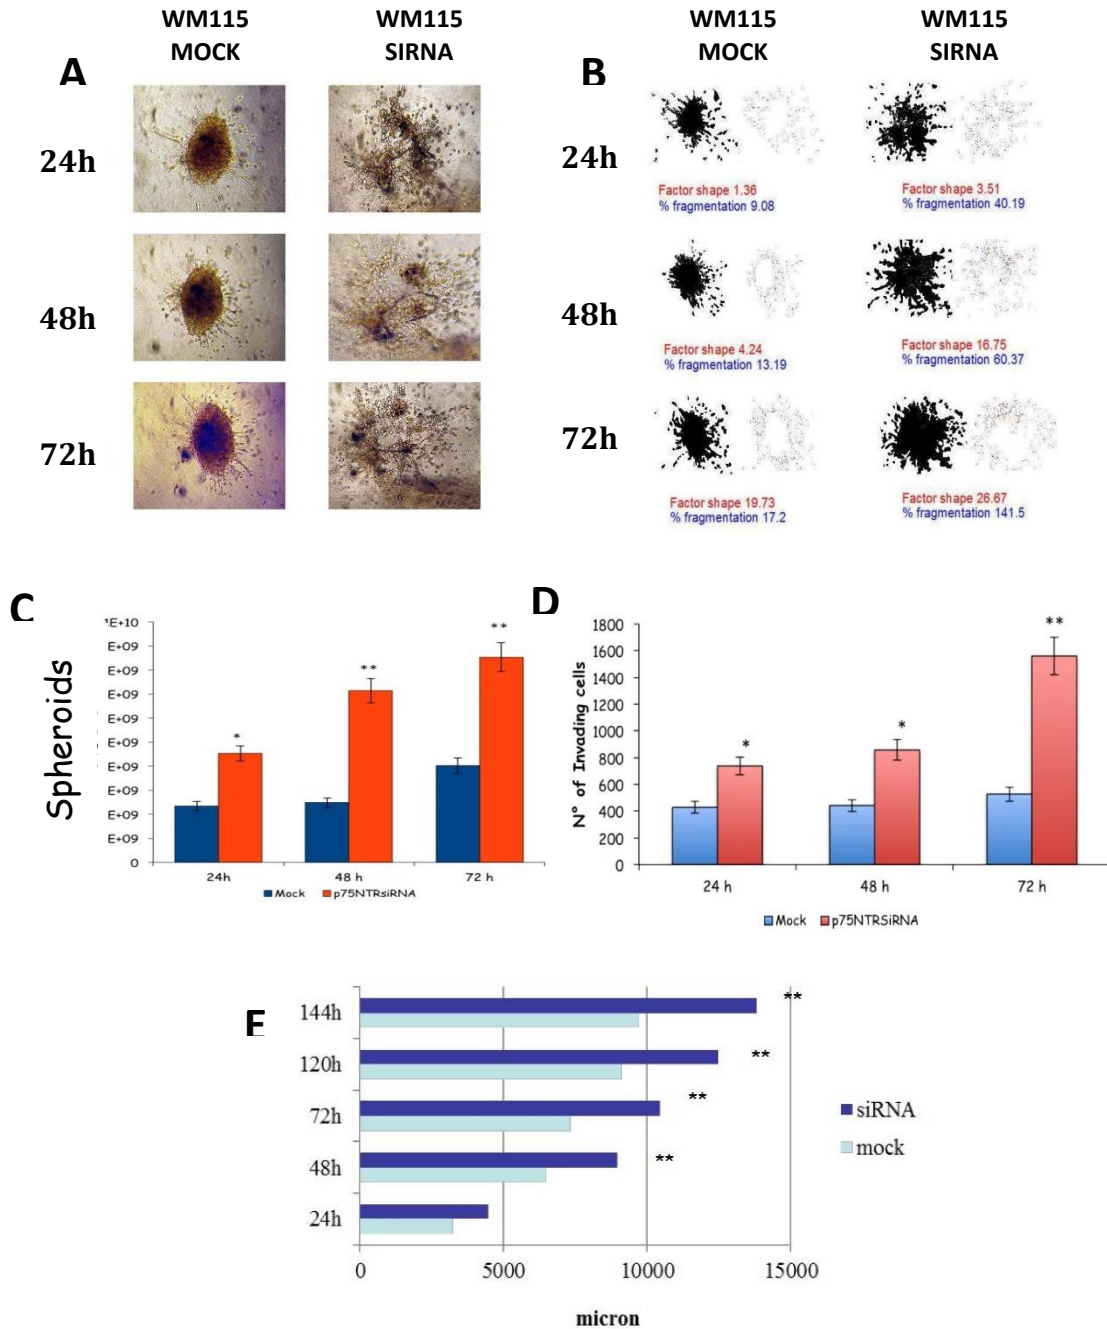 WM115
MOCK
WM115
SIRNA
A
24h
48h
72h
WM115
MOCK
WM115
SIRNA
B
24h
Factor shape 1.36
% fragmentation 9.08
Factor shape 3.51
% fragmentation 40.19
48h
Factor shape 4.24
% fragmentation 13.19
Factor shape 16.75
% fragmentation 60.37
72h
Factor shape 19.73
% fragmentation 17.2
Factor shape 26.67
% fragmentation 141.5
C
Spheroids
E+10
E+09
E+09
E+09
E+09
E+09
E+09
E+09
E+09
E+09
0
*
**
**
24h
48 h
72 h
Mock
p75NTRsiRNA
D
N° of Invading cells
1800
1600
1400
1200
1000
800
600
400
200
0
*
*
**
24 h
48 h
72 h
Mock
p75NTRSiRNA
144h
**
120h
**
72h
**
48h
**
24h
0
5000
10000
15000
micron
siRNA
mock